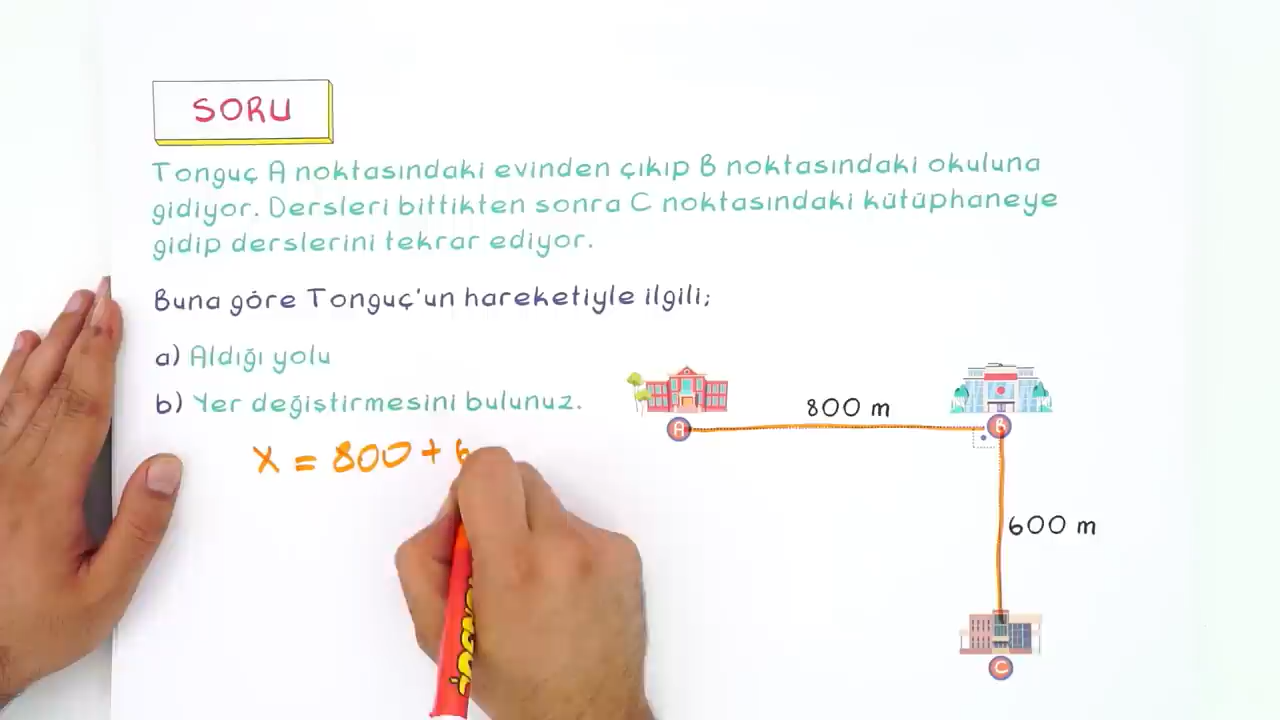 SORU
Tonguç A noktasındaki evinden çıkıp B noktasındaki okuluna
gidiyor. Dersleri bittikten sonra C noktasındaki kütüphaneye
gidip derslerini tekrar ediyor.
Buna göre Tonguç'un hareketiyle ilgili;
a) Aldığı yolu
b) Yer değiştirmesini bulunuz.
800 m
A
B
x = 800 + 6
600 m
C